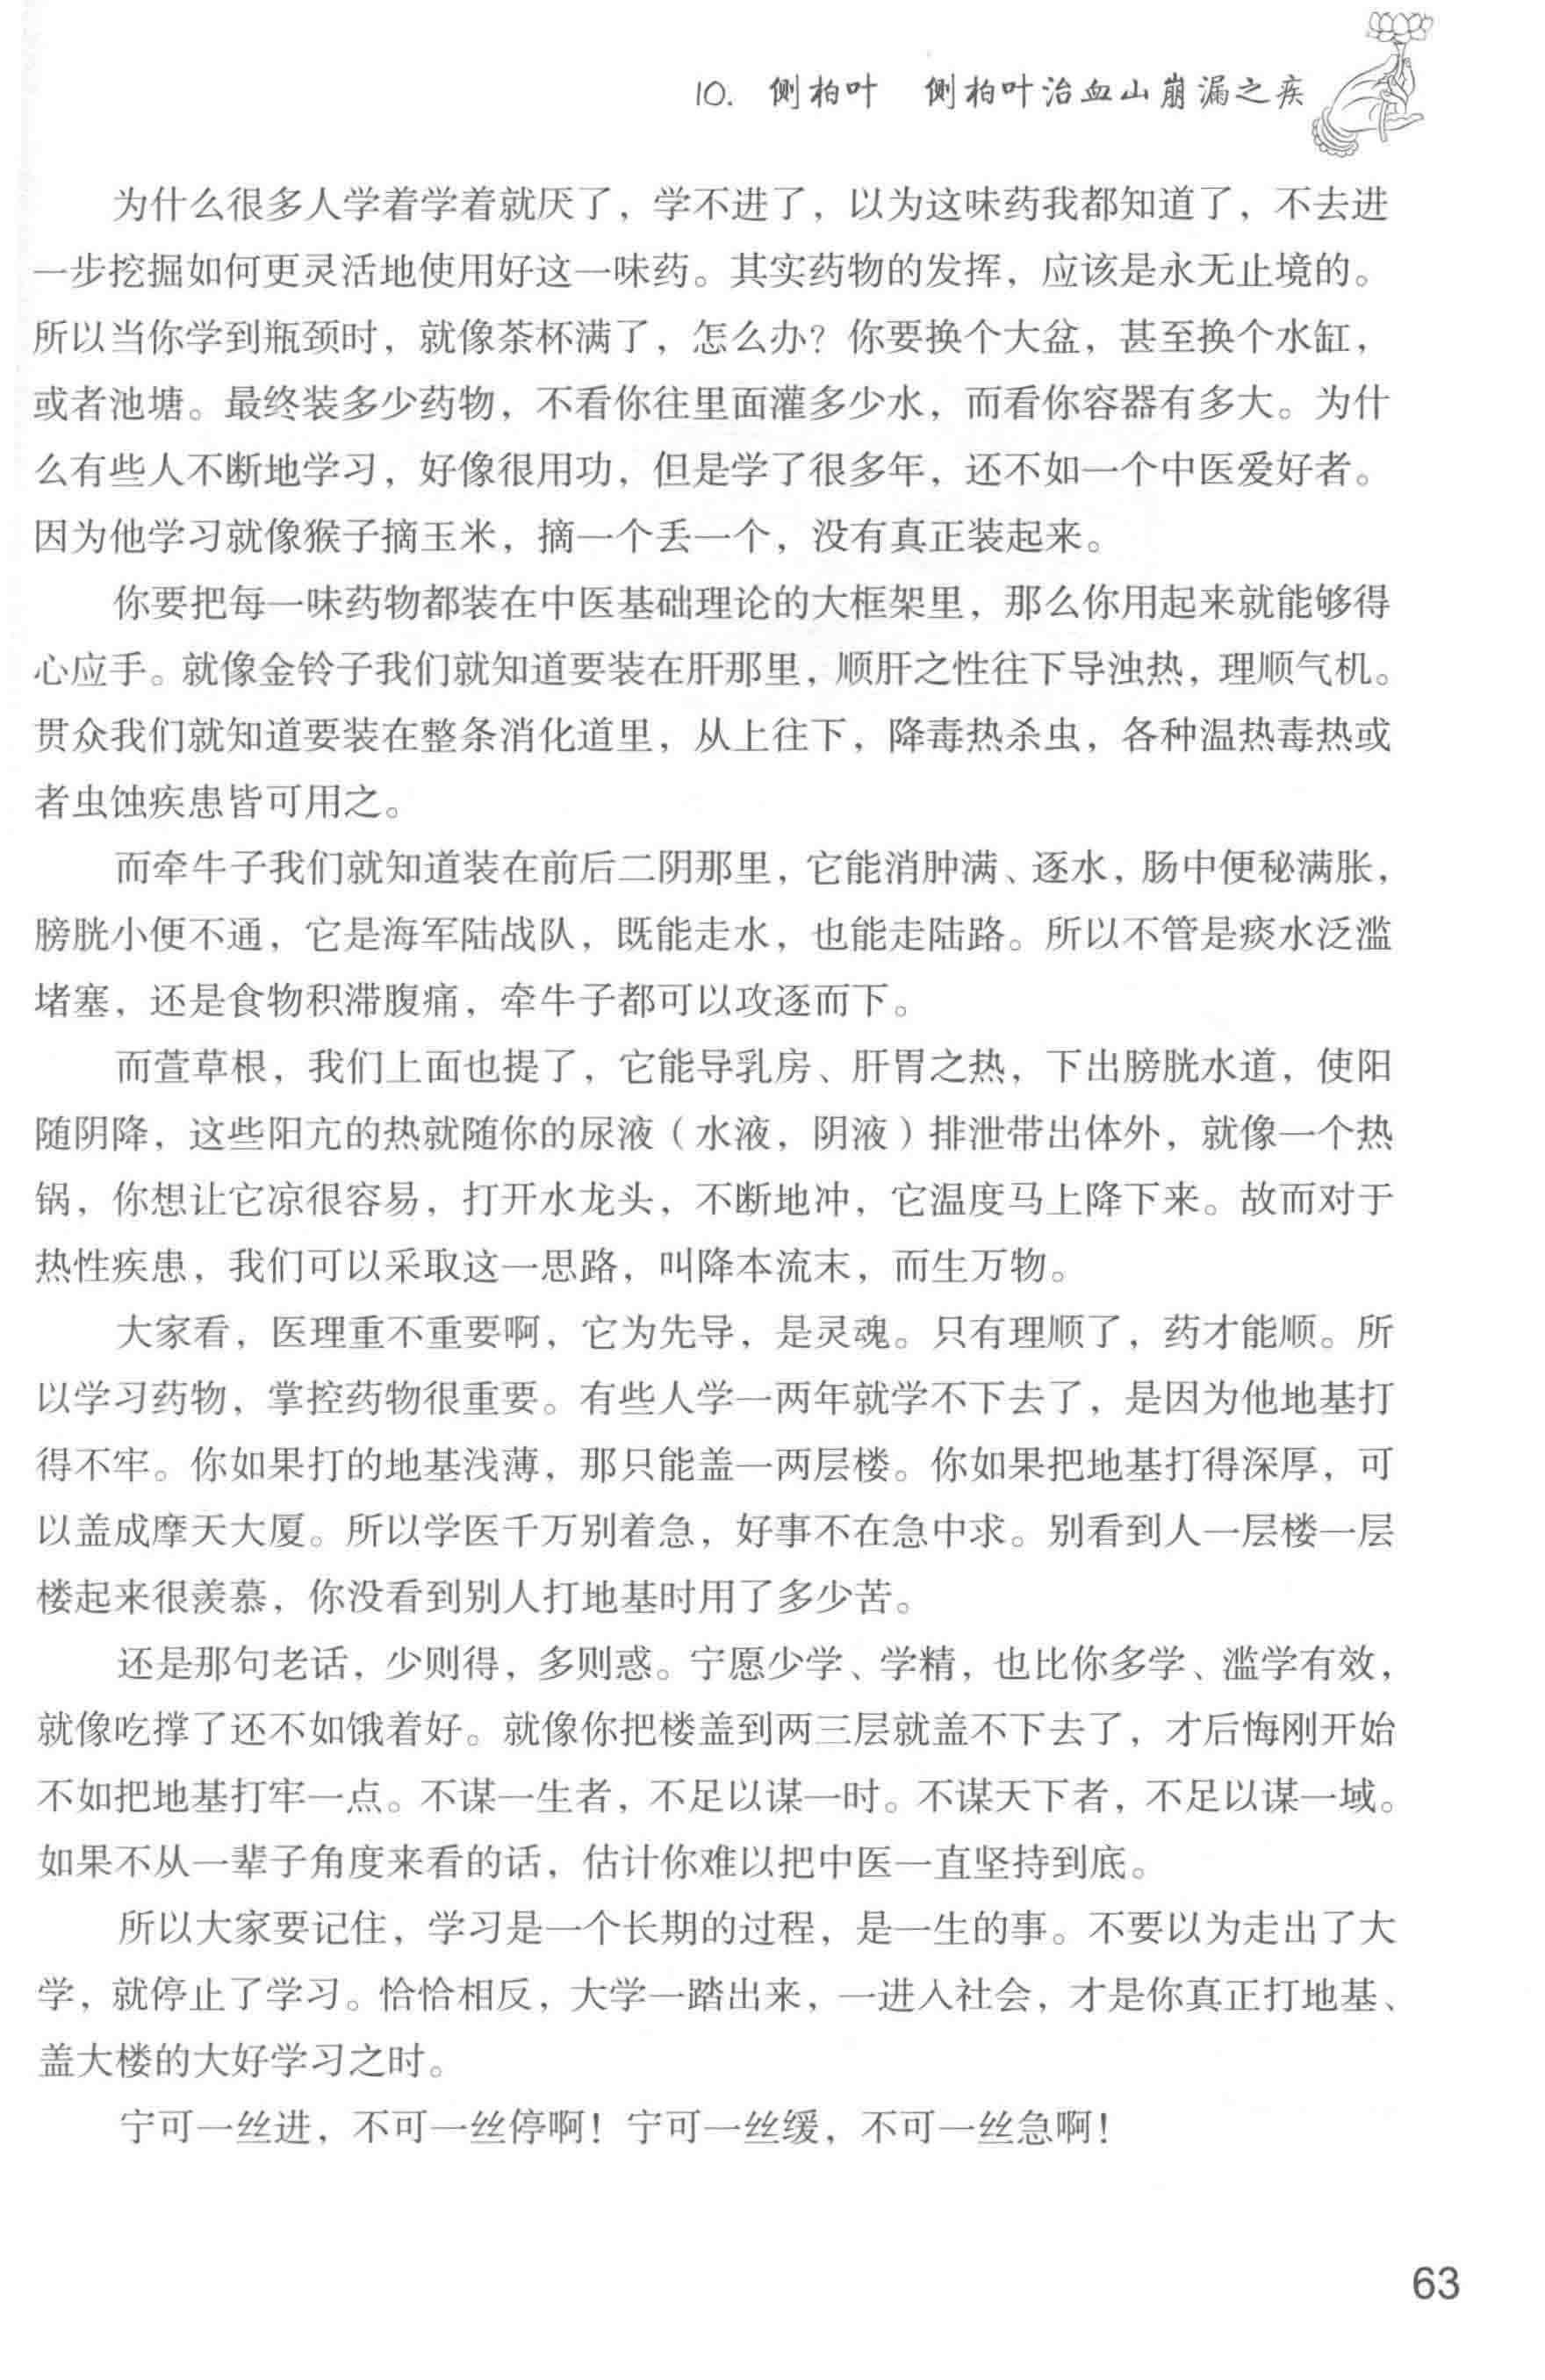 10. 侧柏叶　侧柏叶治血山崩漏之疾
为什么很多人学着学着就厌了，学不进了，以为这味药我都知道了，不去进
一步挖掘如何更灵活地使用好这一味药。其实药物的发挥，应该是永无止境的。
所以当你学到瓶颈时，就像茶杯满了，怎么办？你要换个大盆，甚至换个水缸，
或者池塘。最终装多少药物，不看你往里面灌多少水，而看你容器有多大。为什
么有些人不断地学习，好像很用功，但是学了很多年，还不如一个中医爱好者。
因为他学习就像猴子摘玉米，摘一个丢一个，没有真正装起来。
你要把每一味药物都装在中医基础理论的大框架里，那么你用起来就能够得
心应手。就像金铃子我们就知道要装在肝那里，顺肝之性往下导浊热，理顺气机。
贯众我们就知道要装在整条消化道里，从上往下，降毒热杀虫，各种温热毒热或
者虫蚀疾患皆可用之。
而牵牛子我们就知道装在前后二阴那里，它能消肿满、逐水，肠中便秘满胀，
膀胱小便不通，它是海军陆战队，既能走水，也能走陆路。所以不管是痰水泛滥
堵塞，还是食物积滞腹痛，牵牛子都可以攻逐而下。
而萱草根，我们上面也提了，它能导乳房、肝胃之热，下出膀胱水道，使阳
随阴降，这些阳亢的热就随你的尿液（水液，阴液）排泄带出体外，就像一个热
锅，你想让它凉很容易，打开水龙头，不断地冲，它温度马上降下来。故而对于
热性疾患，我们可以采取这一思路，叫降本流末，而生万物。
大家看，医理重不重要啊，它为先导，是灵魂。只有理顺了，药才能顺。所
以学习药物，掌控药物很重要。有些人学一两年就学不下去了，是因为他地基打
得不牢。你如果打的地基浅薄，那只能盖一两层楼。你如果把地基打得深厚，可
以盖成摩天大厦。所以学医千万别着急，好事不在急中求。别看到人一层楼一层
楼起来很羡慕，你没看到别人打地基时用了多少苦。
还是那句老话，少则得，多则惑。宁愿少学、学精，也比你多学、滥学有效，
就像吃撑了还不如饿着好。就像你把楼盖到两三层就盖不下去了，才后悔刚开始
不如把地基打牢一点。不谋一生者，不足以谋一时。不谋天下者，不足以谋一域。
如果不从一辈子角度来看的话，估计你难以把中医一直坚持到底。
所以大家要记住，学习是一个长期的过程，是一生的事。不要以为走出了大
学，就停止了学习。恰恰相反，大学一踏出来，一进入社会，才是你真正打地基、
盖大楼的大好学习之时。
宁可一丝进，不可一丝停啊！宁可一丝缓，不可一丝急啊！
63